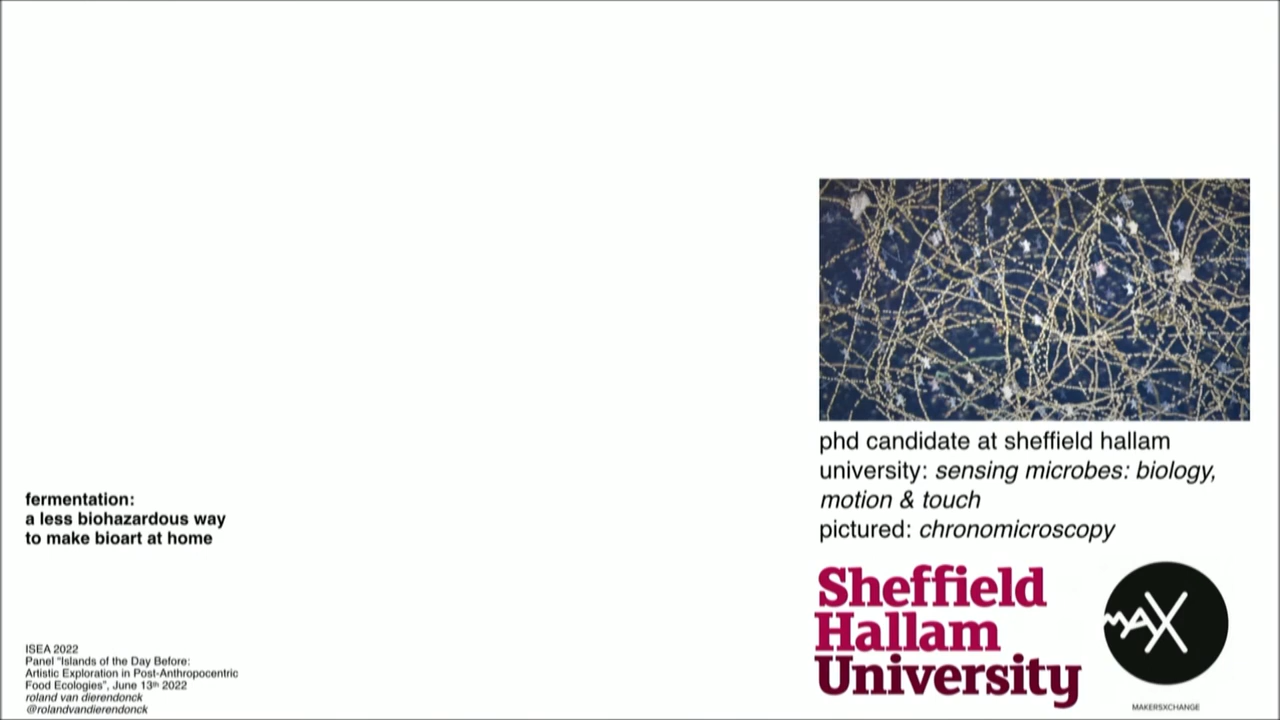 fermentation:
a less biohazardous way
to make bioart at home
ISEA 2022
Panel “Islands of the Day Before:
Artistic Exploration in Post-Anthropocentric
Food Ecologies”, June 13th 2022
roland van dierendonck
@rolandvandierendonck
phd candidate at sheffield hallam
university: sensing microbes: biology,
motion & touch
pictured: chronomicroscopy
Sheffield
Hallam
University
MAX
MAKERSXCHANGE